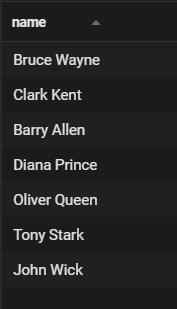 name
Bruce Wayne
Clark Kent
Barry Allen
Diana Prince
Oliver Queen
Tony Stark
John Wick